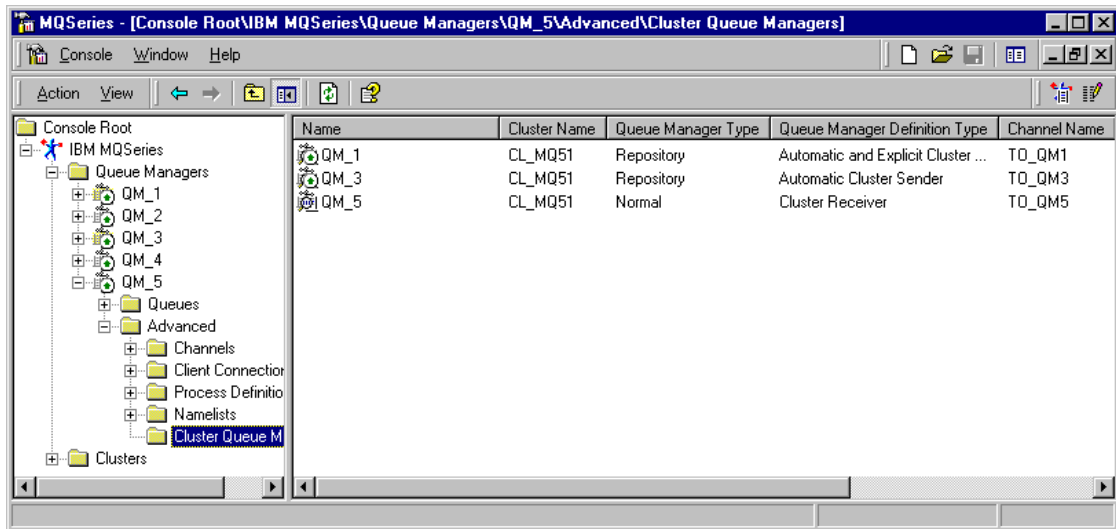 MQSeries - [Console Root\IBM MQSeries\Queue Managers\QM_5\Advanced\Cluster Queue Managers]
Console Window Help
Action View
Console Root
IBM MQSeries
Queue Managers
QM_1
QM_2
QM_3
QM_4
QM_5
Queues
Advanced
Channels
Client Connection
Process Definitio
Namelists
Cluster Queue M
Clusters
Name Cluster Name Queue Manager Type Queue Manager Definition Type Channel Name
QM_1 CL_MQ51 Repository Automatic and Explicit Cluster ... TO_QM1
QM_3 CL_MQ51 Repository Automatic Cluster Sender TO_QM3
QM_5 CL_MQ51 Normal Cluster Receiver TO_QM5